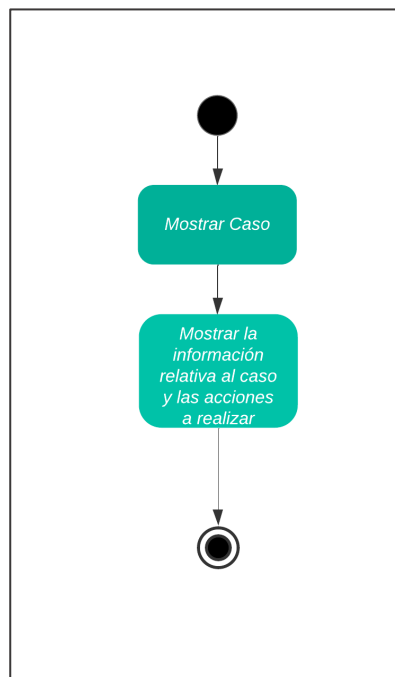 Mostrar Caso
Mostrar la
información
relativa al caso
y las acciones
a realizar